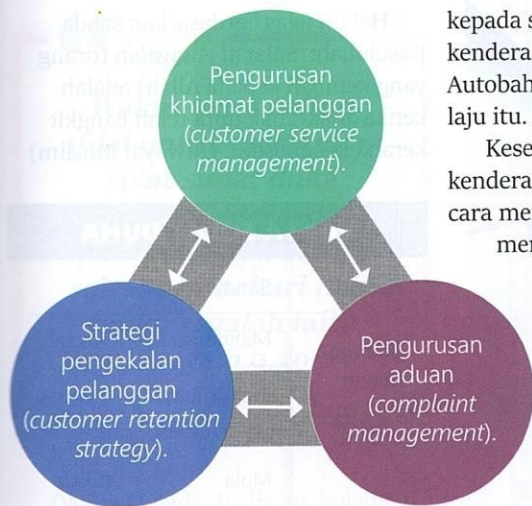 Pengurusan
khidmat pelanggan
(customer service
management).
Strategi
pengekalan
pelanggan
(customer retention
strategy).
Pengurusan
aduan
(complaint
management).
kepada s
kendera
Autobah
laju itu.
Kese
kendera
cara me
mer